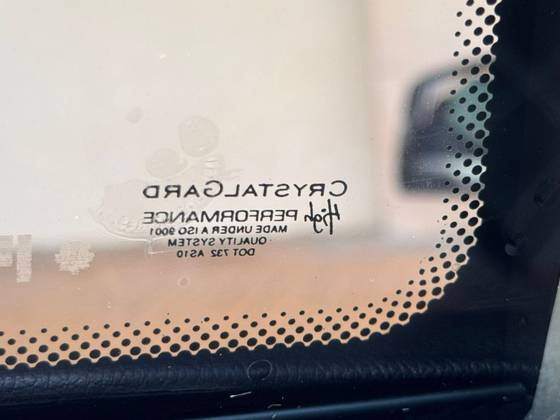 CRYSTALGARD
High PERFORMANCE
MADE UNDER A ISO 9001
QUALITY SYSTEM
DOT 732 AS10